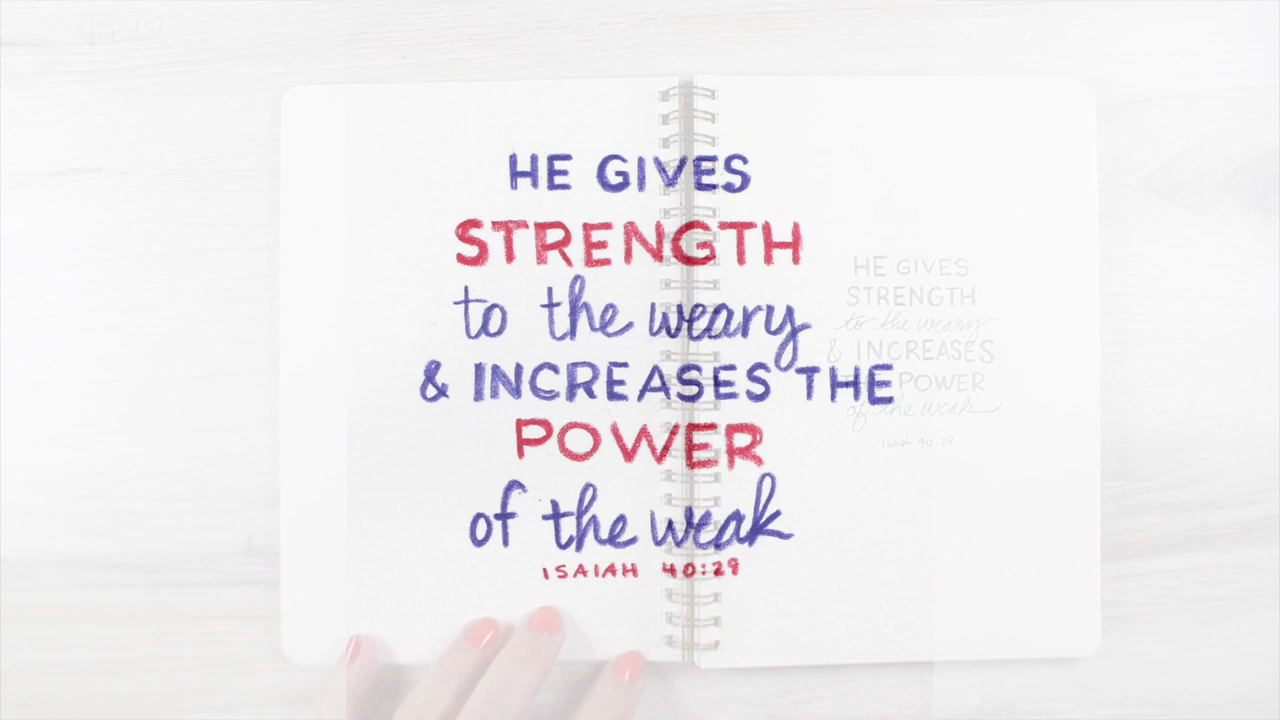 HE GIVES
STRENGTH
to the weary
& INCREASES THE
POWER
of the weak
ISAIAH 40:29
HE GIVES
STRENGTH
to the weary
& INCREASES
THE POWER
of the weak
Isaiah 40:29